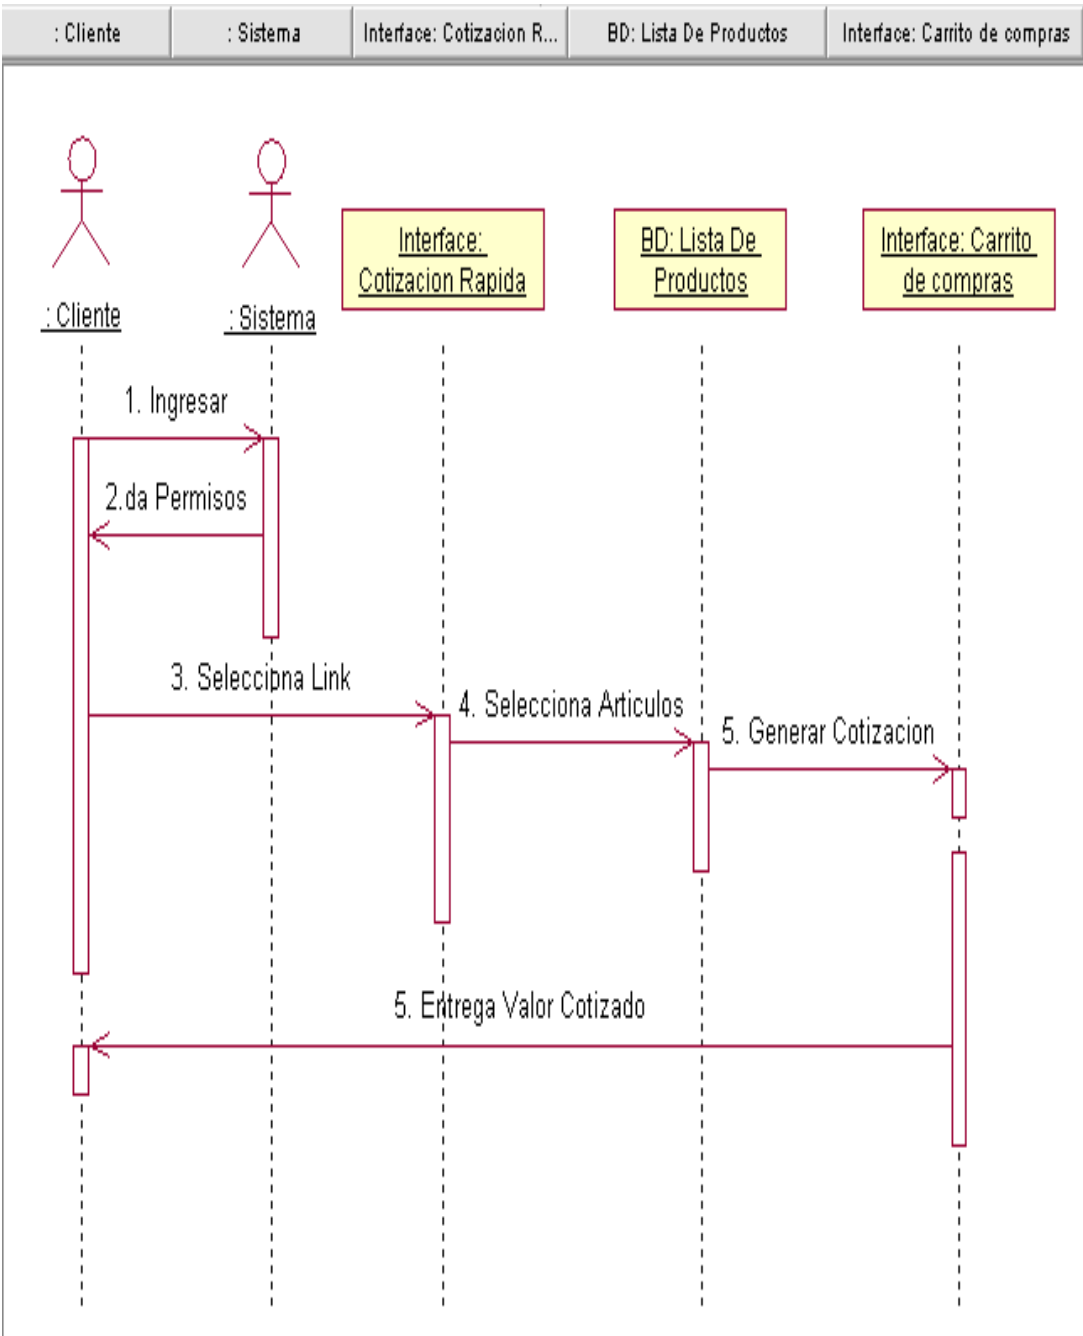 : Cliente
: Sistema
Interface: Cotizacion R...
BD: Lista De Productos
Interface: Carrito de compras
Interface:
Cotizacion Rapida
BD: Lista De
Productos
Interface: Carrito
de compras
: Cliente
: Sistema
1. Ingresar
2.da Permisos
3. Selecciona Link
4. Selecciona Articulos
5. Generar Cotizacion
5. Entrega Valor Cotizado